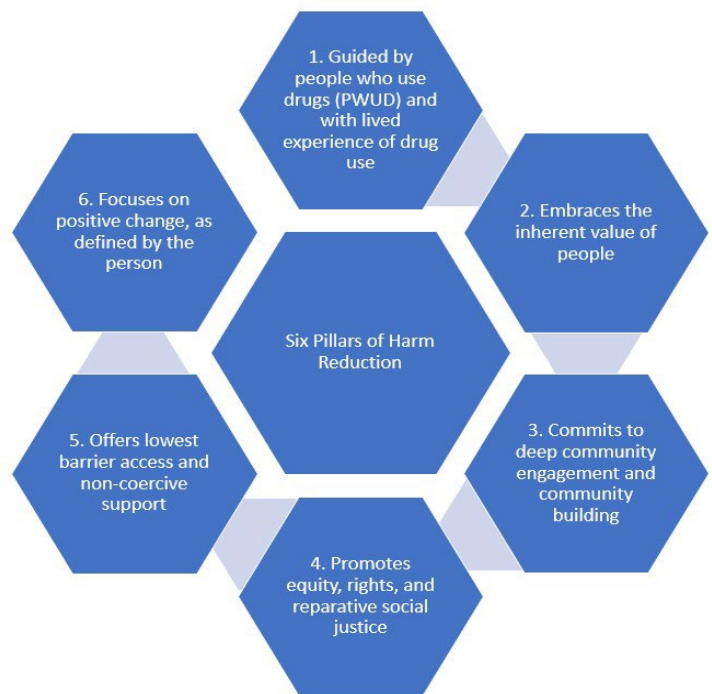 1. Guided by
people who use
drugs (PWUD) and
with lived
experience of drug
use
2. Embraces the
inherent value of
people
3. Commits to
deep community
engagement and
community
building
4. Promotes
equity, rights, and
reparative social
justice
5. Offers lowest
barrier access and
non-coercive
support
6. Focuses on
positive change, as
defined by the
person
Six Pillars of Harm
Reduction